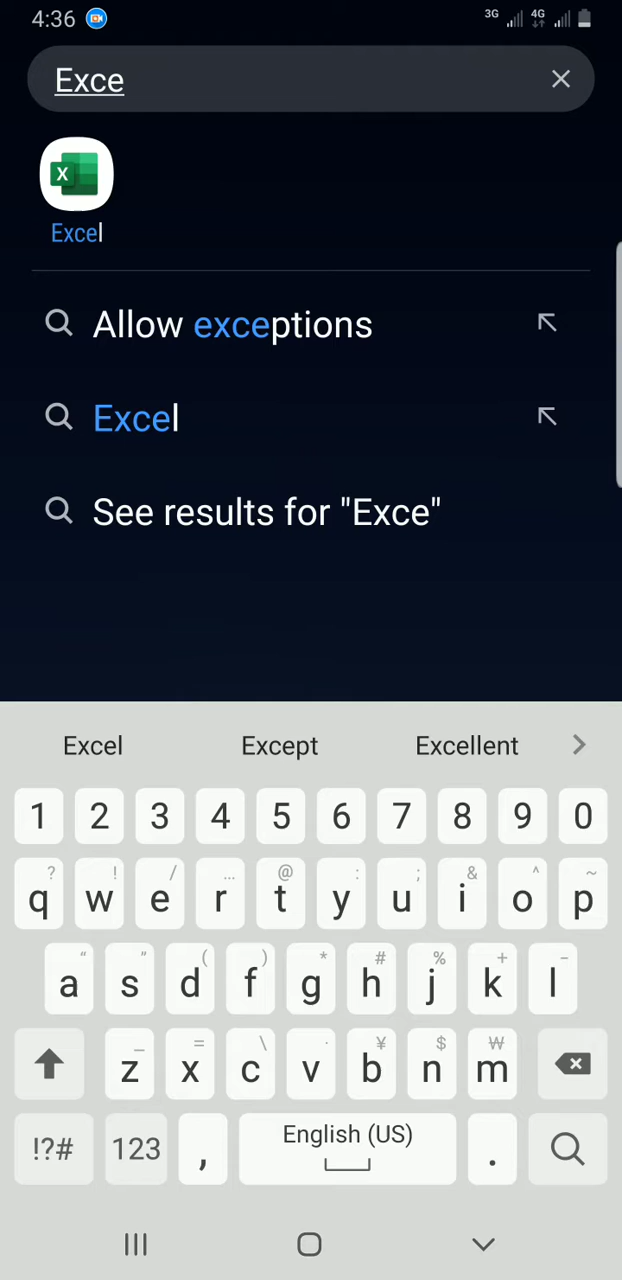 4:36 3G 4G
Exce
X
Excel
Allow exceptions
Excel
See results for "Exce"
Excel Except Excellent
1 2 3 4 5 6 7 8 9 0
? ! / ... @ : ; & ^ ~
q w e r t y u i o p
“ ” ( ) * # % + −
a s d f g h j k l
_ = \ · ¥ $ ₩
z x c v b n m
!?# 123 , English (US) .